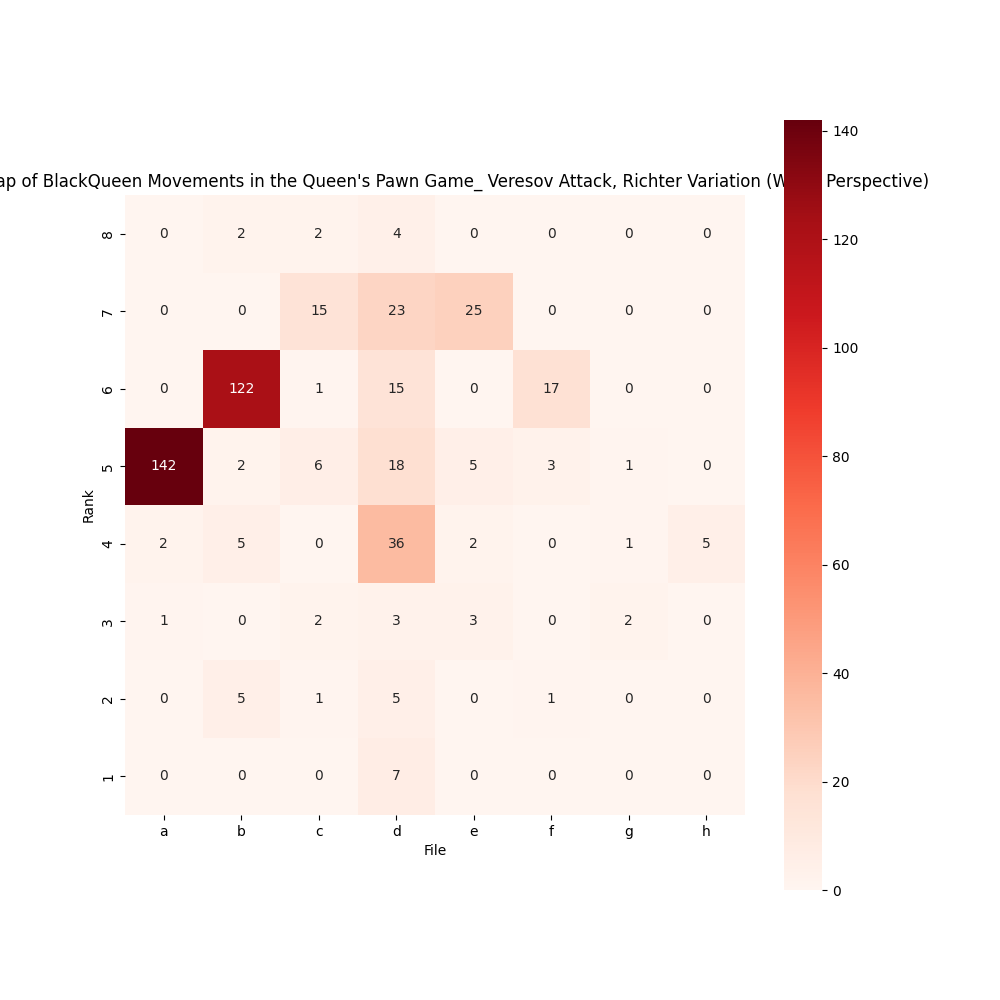 ap of BlackQueen Movements in the Queen's Pawn Game_ Veresov Attack, Richter Variation (W Perspective)
8 0 2 2 4 0 0 0 0
7 0 0 15 23 25 0 0 0
6 0 122 1 15 0 17 0 0
5 142 2 6 18 5 3 1 0
4 2 5 0 36 2 0 1 5
3 1 0 2 3 3 0 2 0
2 0 5 1 5 0 1 0 0
1 0 0 0 7 0 0 0 0
a b c d e f g h
File
Rank
140
120
100
80
60
40
20
0